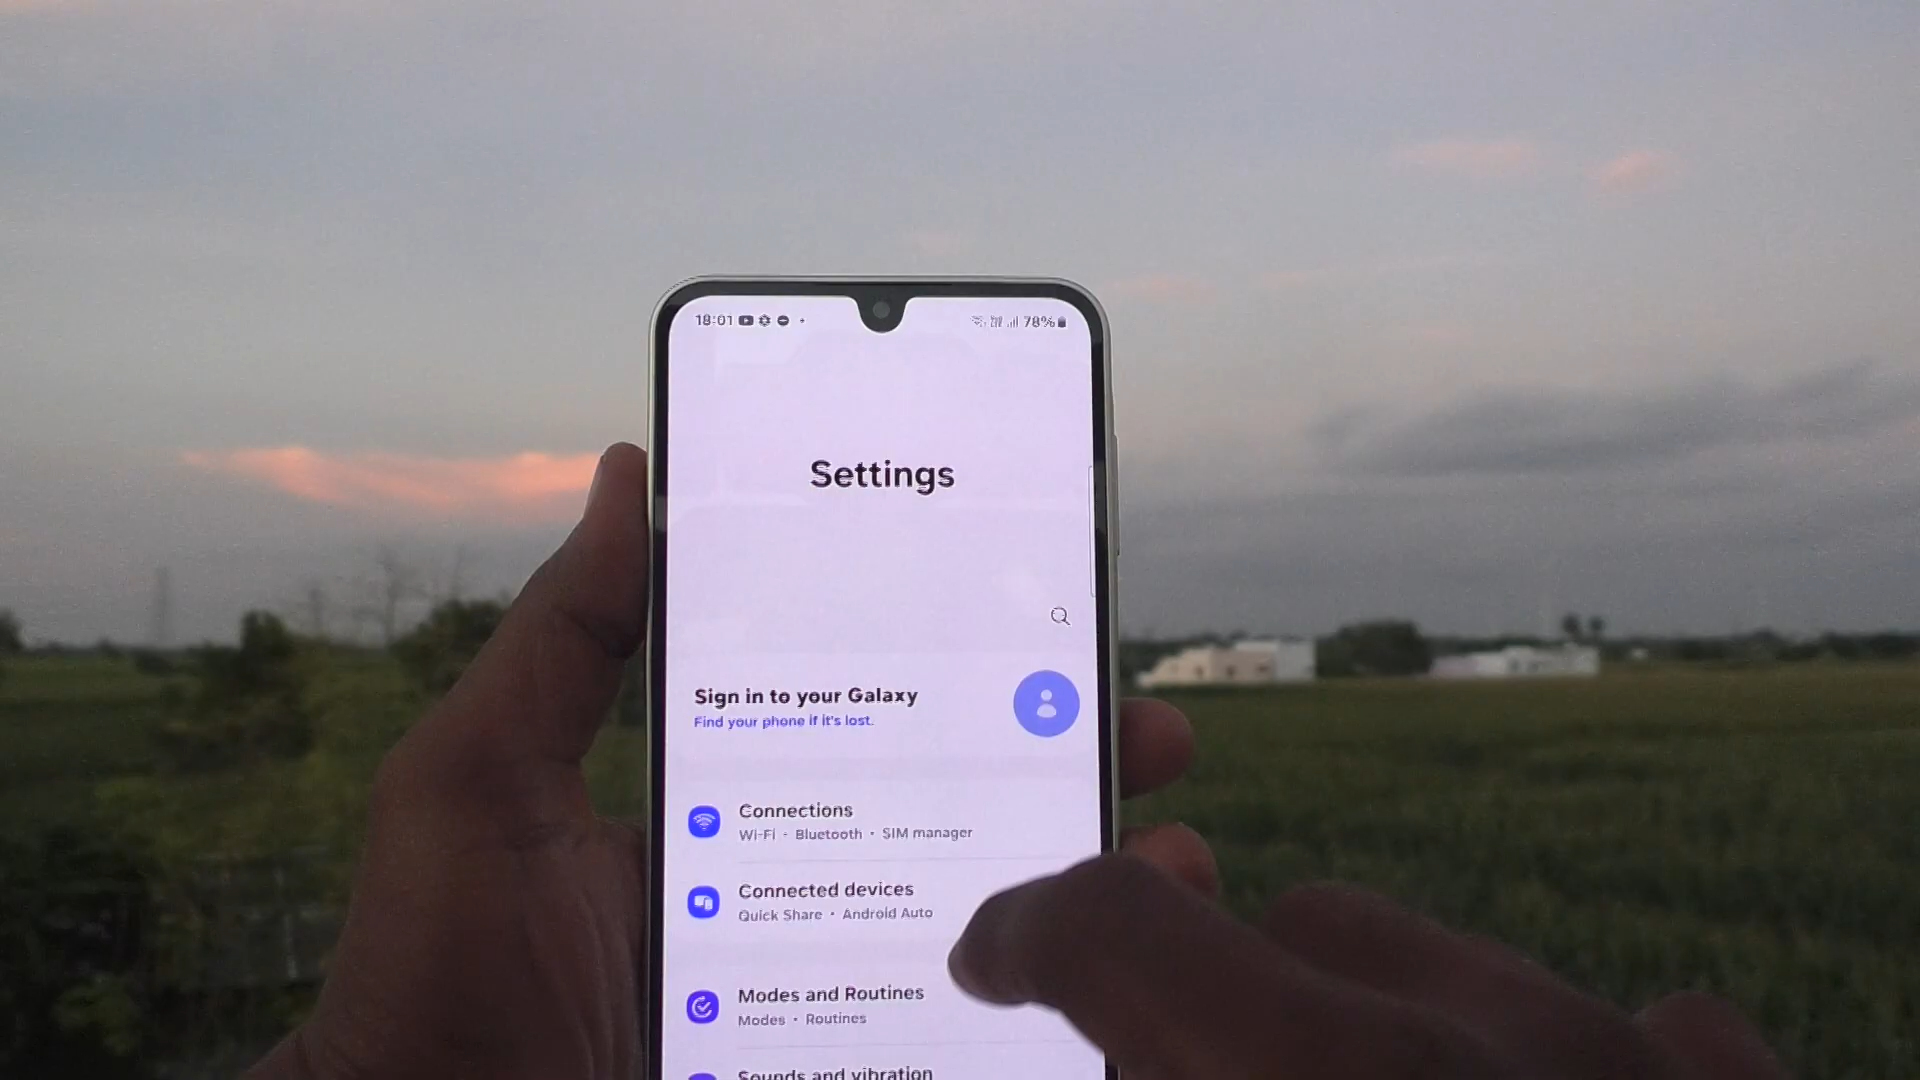 18:01
78%
Settings
Sign in to your Galaxy
Find your phone if it's lost.
Connections
Wi-Fi • Bluetooth • SIM manager
Connected devices
Quick Share • Android Auto
Modes and Routines
Modes • Routines
Sounds and vibration